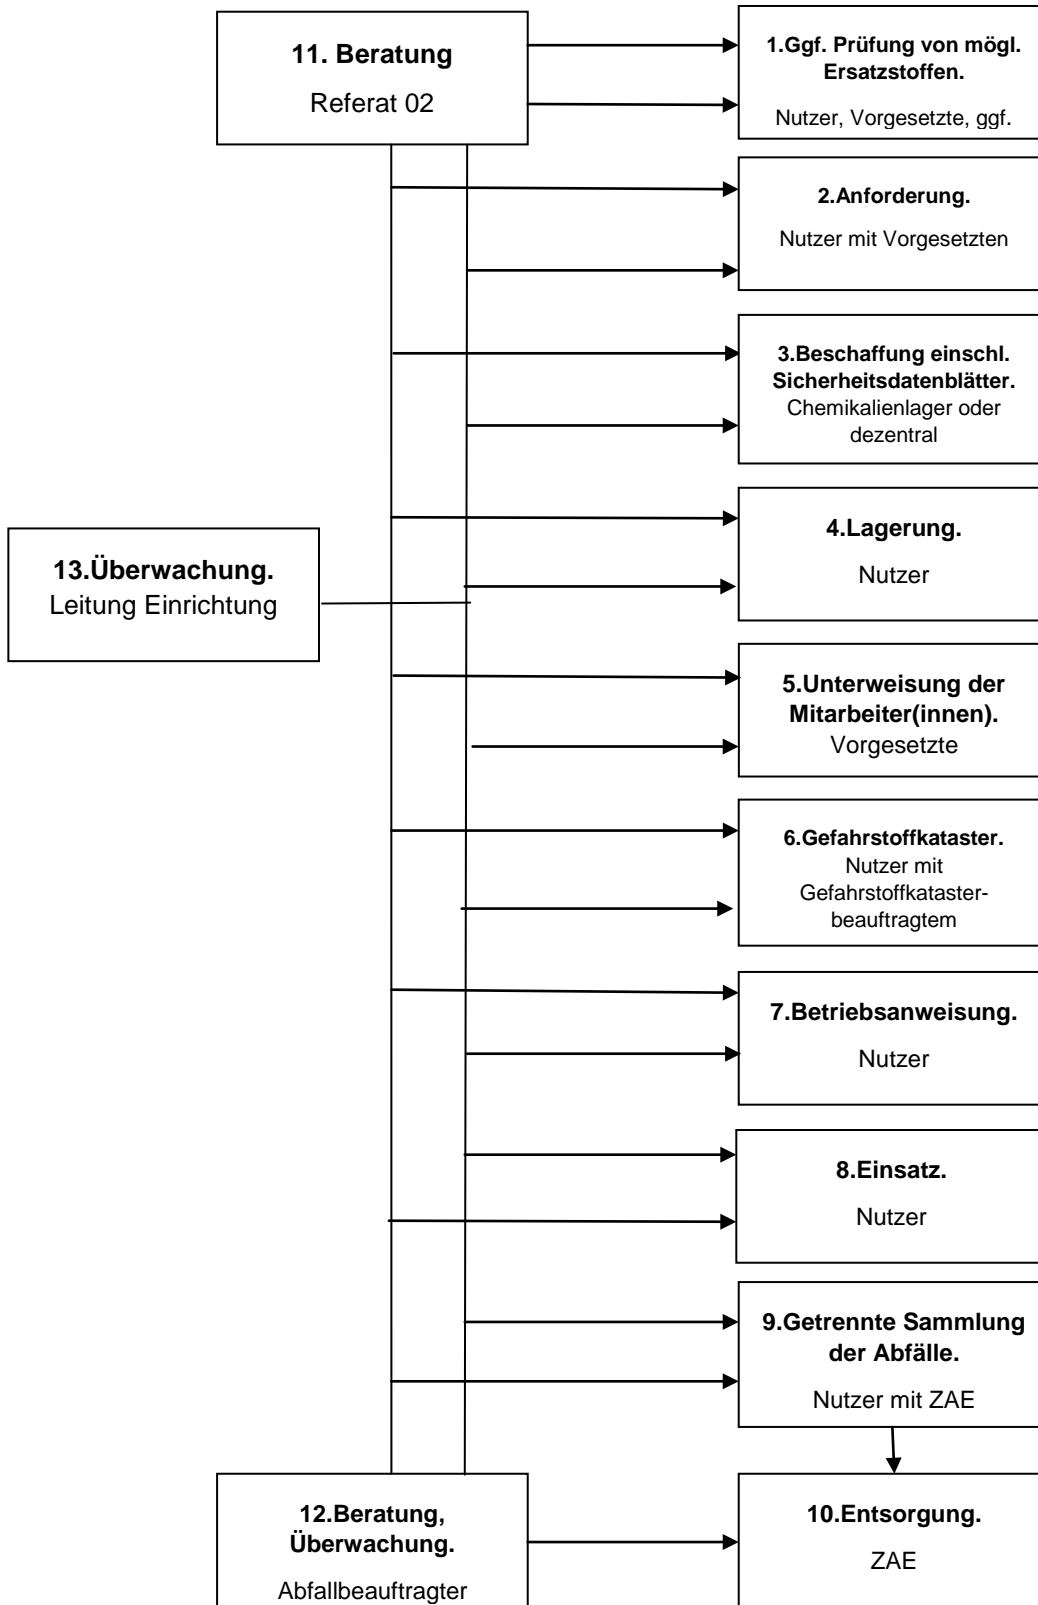 11. Beratung
Referat 02
1.Ggf. Prüfung von mögl.
Ersatzstoffen.
Nutzer, Vorgesetzte, ggf.
2.Anforderung.
Nutzer mit Vorgesetzten
3.Beschaffung einschl.
Sicherheitsdatenblätter.
Chemikalienlager oder
dezentral
4.Lagerung.
Nutzer
13.Überwachung.
Leitung Einrichtung
5.Unterweisung der
Mitarbeiter(innen).
Vorgesetzte
6.Gefahrstoffkataster.
Nutzer mit
Gefahrstoffkataster-
beauftragtem
7.Betriebsanweisung.
Nutzer
8.Einsatz.
Nutzer
9.Getrennte Sammlung
der Abfälle.
Nutzer mit ZAE
12.Beratung,
Überwachung.
Abfallbeauftragter
10.Entsorgung.
ZAE